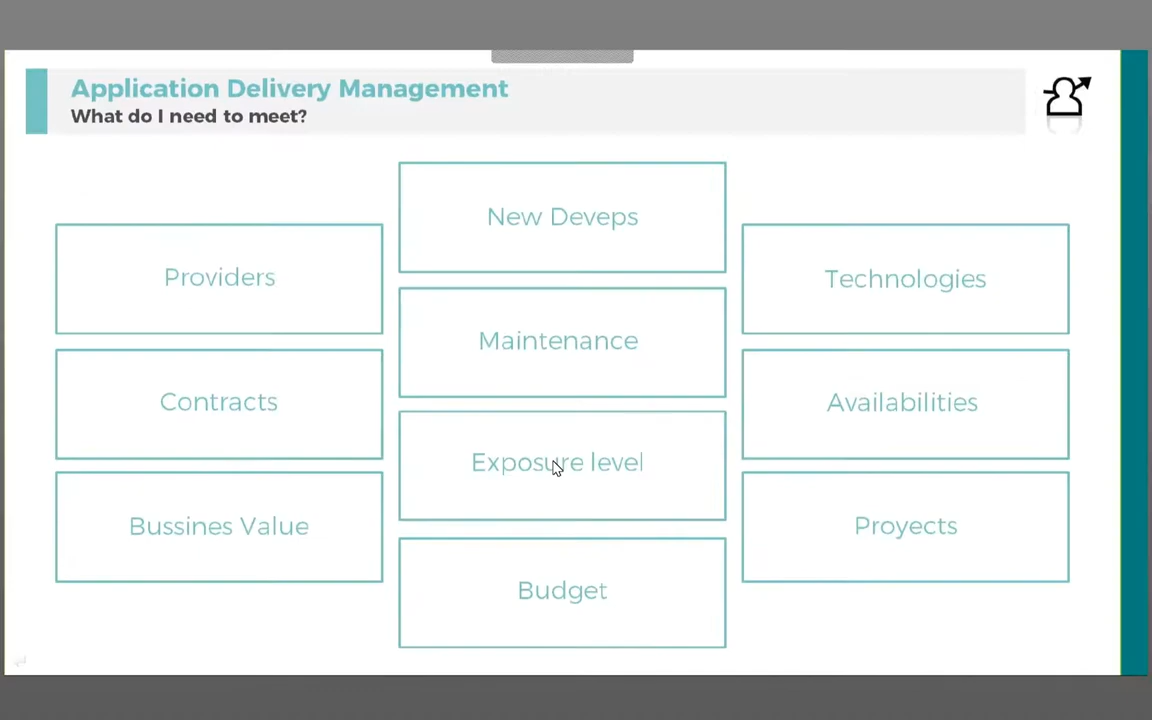 Application Delivery Management
What do I need to meet?
New Deveps
Providers
Technologies
Maintenance
Contracts
Availabilities
Exposure level
Bussines Value
Proyects
Budget